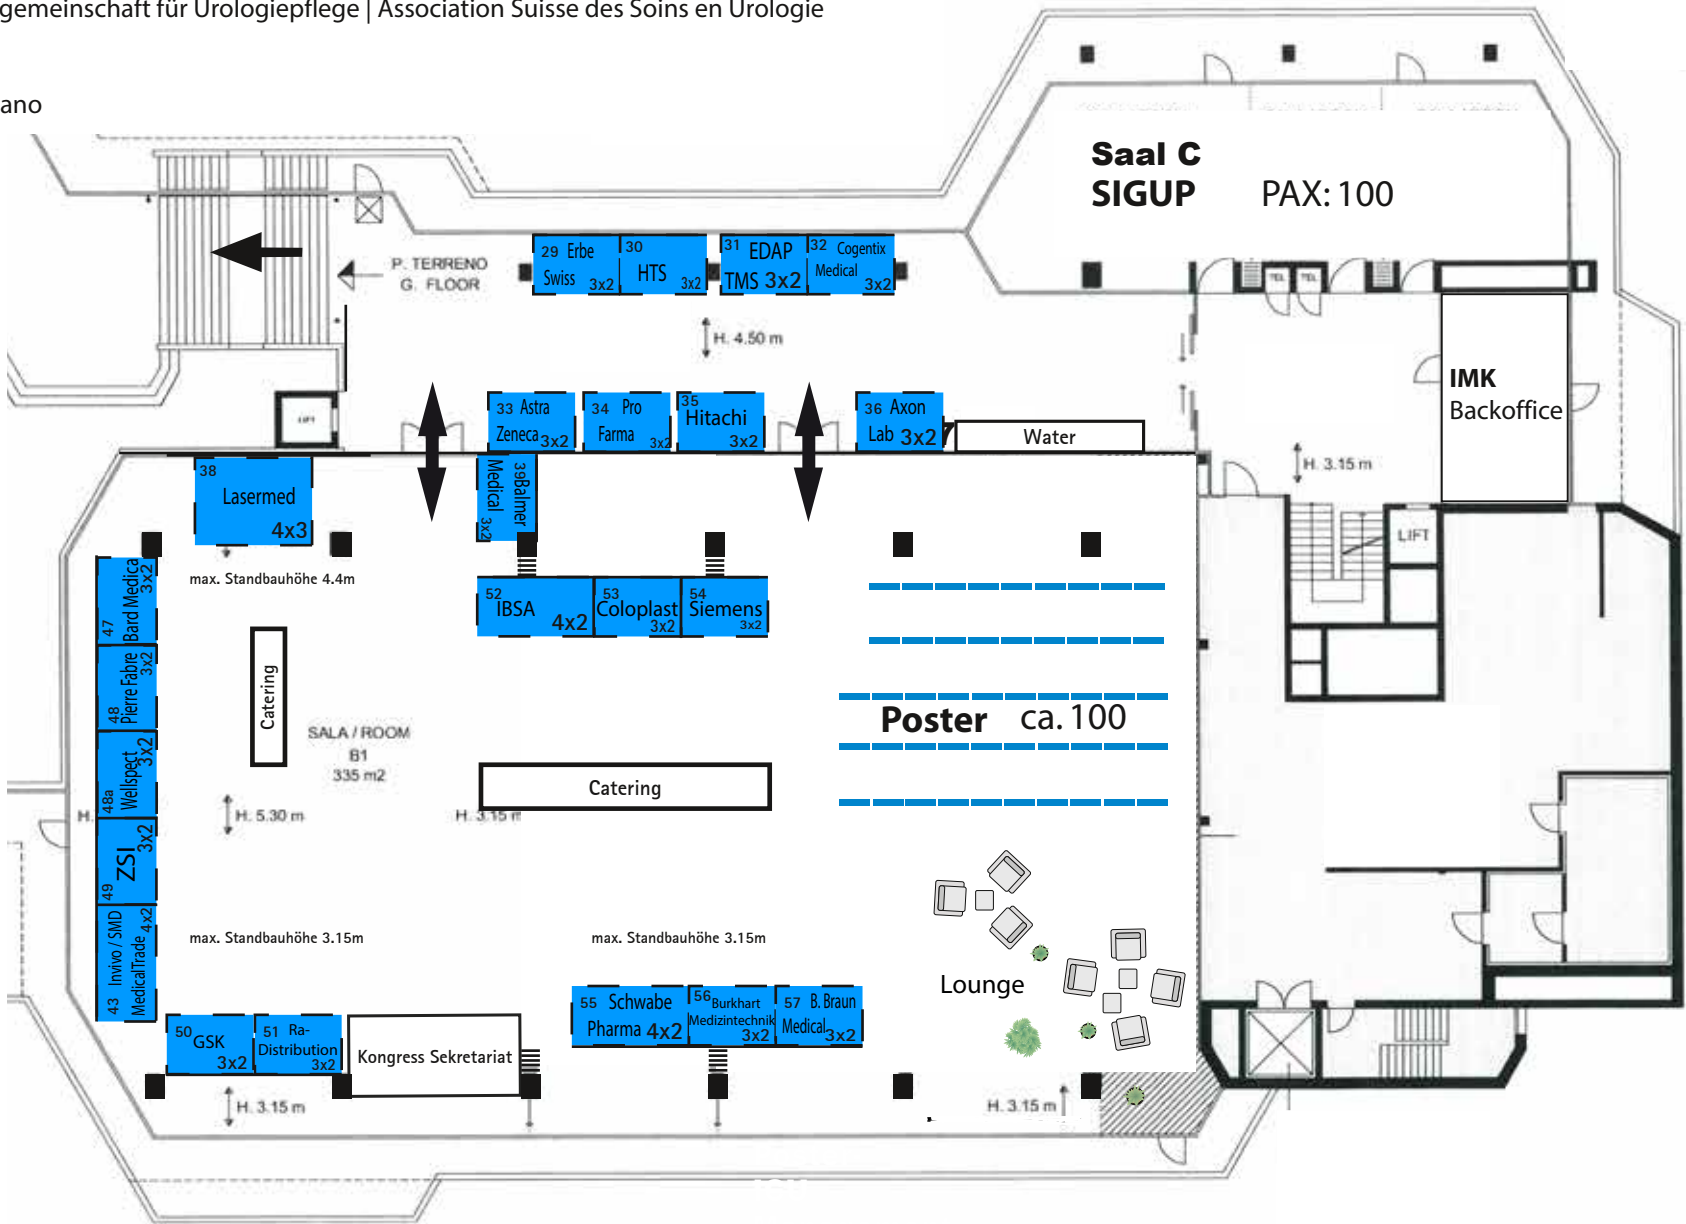 gemeinschaft für Urologiepflege | Association Suisse des Soins en Urologie
ano
Saal C
SIGUP PAX: 100
P. TERRENO
G. FLOOR
29 Erbe
Swiss 3x2
30
HTS 3x2
31 EDAP
TMS 3x2
32 Cogentix
Medical
3x2
TEL TEL
H. 4.50 m
IMK
Backoffice
LIFT
33 Astra
Zeneca 3x2
34 Pro
Farma 3x2
35
Hitachi
3x2
36 Axon
Lab 3x2
7
Water
H. 3.15 m
38
Lasermed
4x3
39 Balmer
Medical
3x2
LIFT
max. Standbauhöhe 4.4m
47
Bard Medica
3x2
52
IBSA
4x2
53
Coloplast
3x2
54
Siemens
3x2
48
Pierre Fabre
3x2
Catering
SALA / ROOM
B1
335 m2
Poster ca. 100
48a
Wellspect
3x2
Catering
H.
H. 5.30 m
H. 3.15 m
49
ZSI
3x2
43 Invivo / SMD
MedicalTrade
4x2
max. Standbauhöhe 3.15m
max. Standbauhöhe 3.15m
Lounge
50
GSK
3x2
51 Ra-
Distribution
3x2
Kongress Sekretariat
55 Schwabe
Pharma 4x2
56 Burkhart
Medizintechnik
3x2
57 B. Braun
Medical 3x2
H. 3.15 m
H. 3.15 m